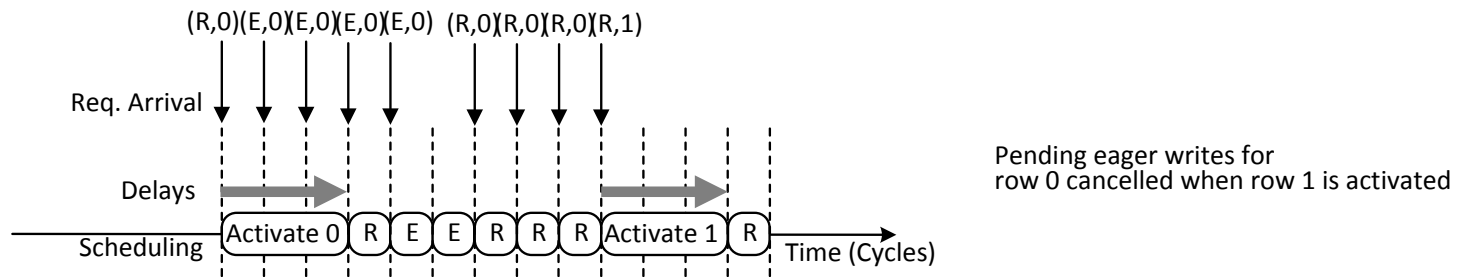 (R,0)(E,0)(E,0)(E,0)(E,0) (R,0)(R,0)(R,0)(R,1)
Req. Arrival
Pending eager writes for
row 0 cancelled when row 1 is activated
Delays
Scheduling Activate 0 R E E R R R Activate 1 R Time (Cycles)